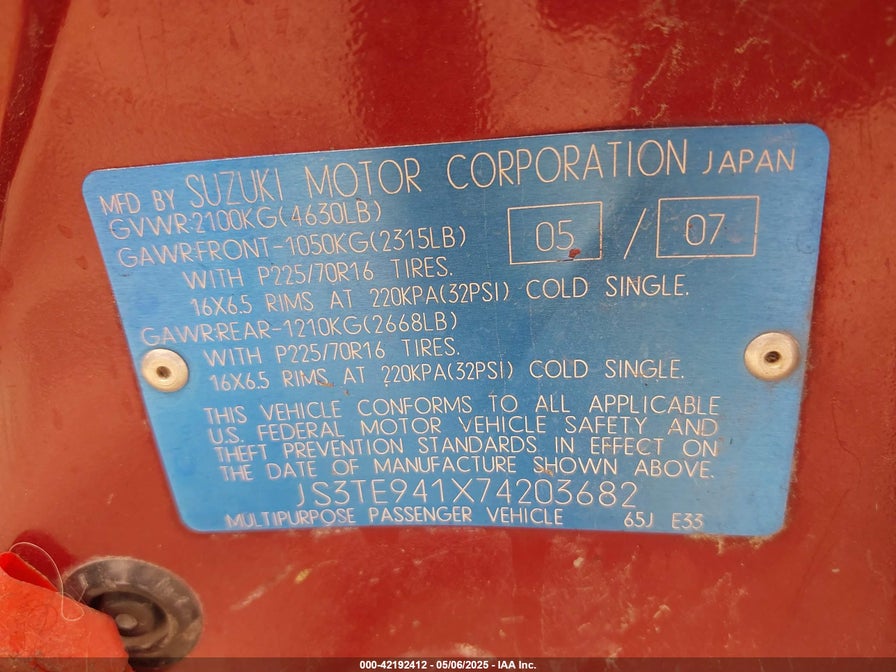 MFD BY SUZUKI MOTOR CORPORATION JAPAN
GVWR:2100KG(4630LB)
05 / 07
GAWR:FRONT-1050KG(2315LB)
WITH P225/70R16 TIRES.
16X6.5 RIMS AT 220KPA(32PSI) COLD SINGLE.
GAWR:REAR-1210KG(2668LB)
WITH P225/70R16 TIRES.
16X6.5 RIMS AT 220KPA(32PSI) COLD SINGLE.
THIS VEHICLE CONFORMS TO ALL APPLICABLE
U.S. FEDERAL MOTOR VEHICLE SAFETY AND
THEFT PREVENTION STANDARDS IN EFFECT ON
THE DATE OF MANUFACTURE SHOWN ABOVE.
JS3TE941X74203682
MULTIPURPOSE PASSENGER VEHICLE 65J E33
000-42192412 - 05/06/2025 - IAA Inc.